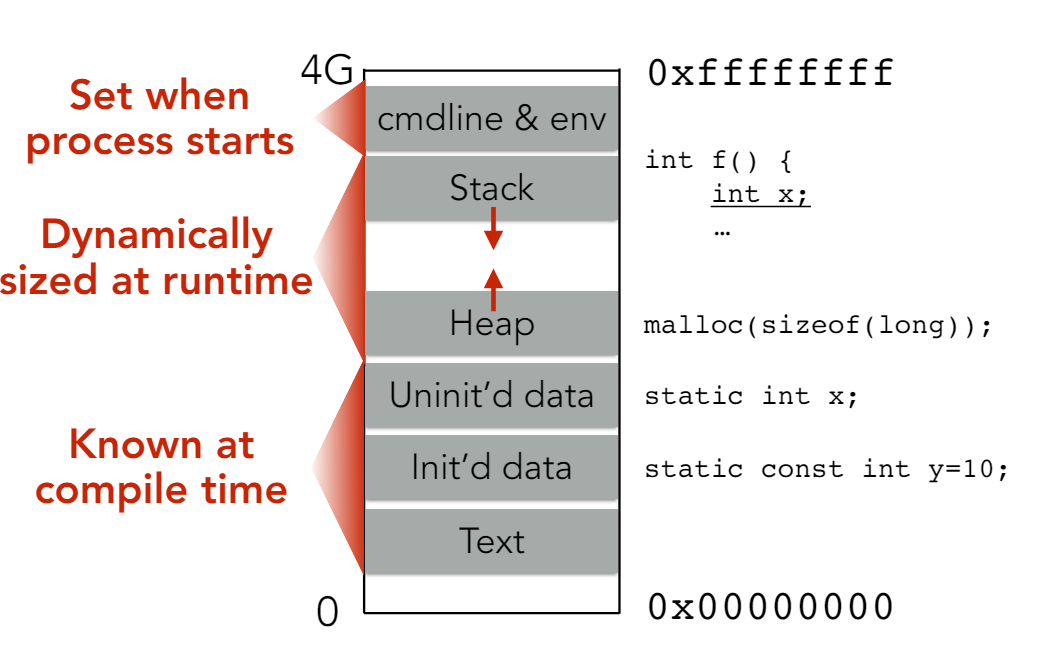 4G
0xffffffff
Set when
process starts
cmdline & env
int f() {
int x;
…
Stack
Dynamically
sized at runtime
Heap
malloc(sizeof(long));
Uninit’d data
static int x;
Known at
compile time
Init’d data
static const int y=10;
Text
0
0x00000000